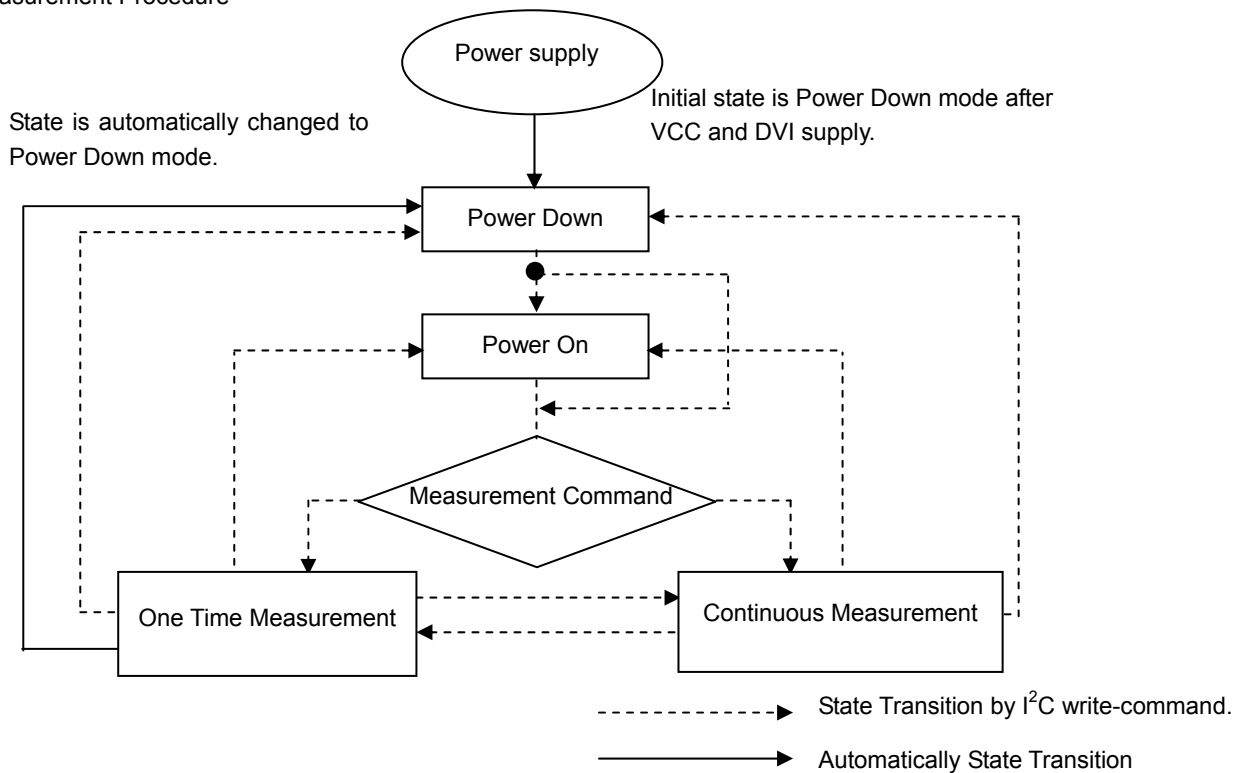 asurement Procedure
Power supply
Initial state is Power Down mode after
VCC and DVI supply.
State is automatically changed to
Power Down mode.
Power Down
Power On
Measurement Command
One Time Measurement
Continuous Measurement
State Transition by I²C write-command.
Automatically State Transition